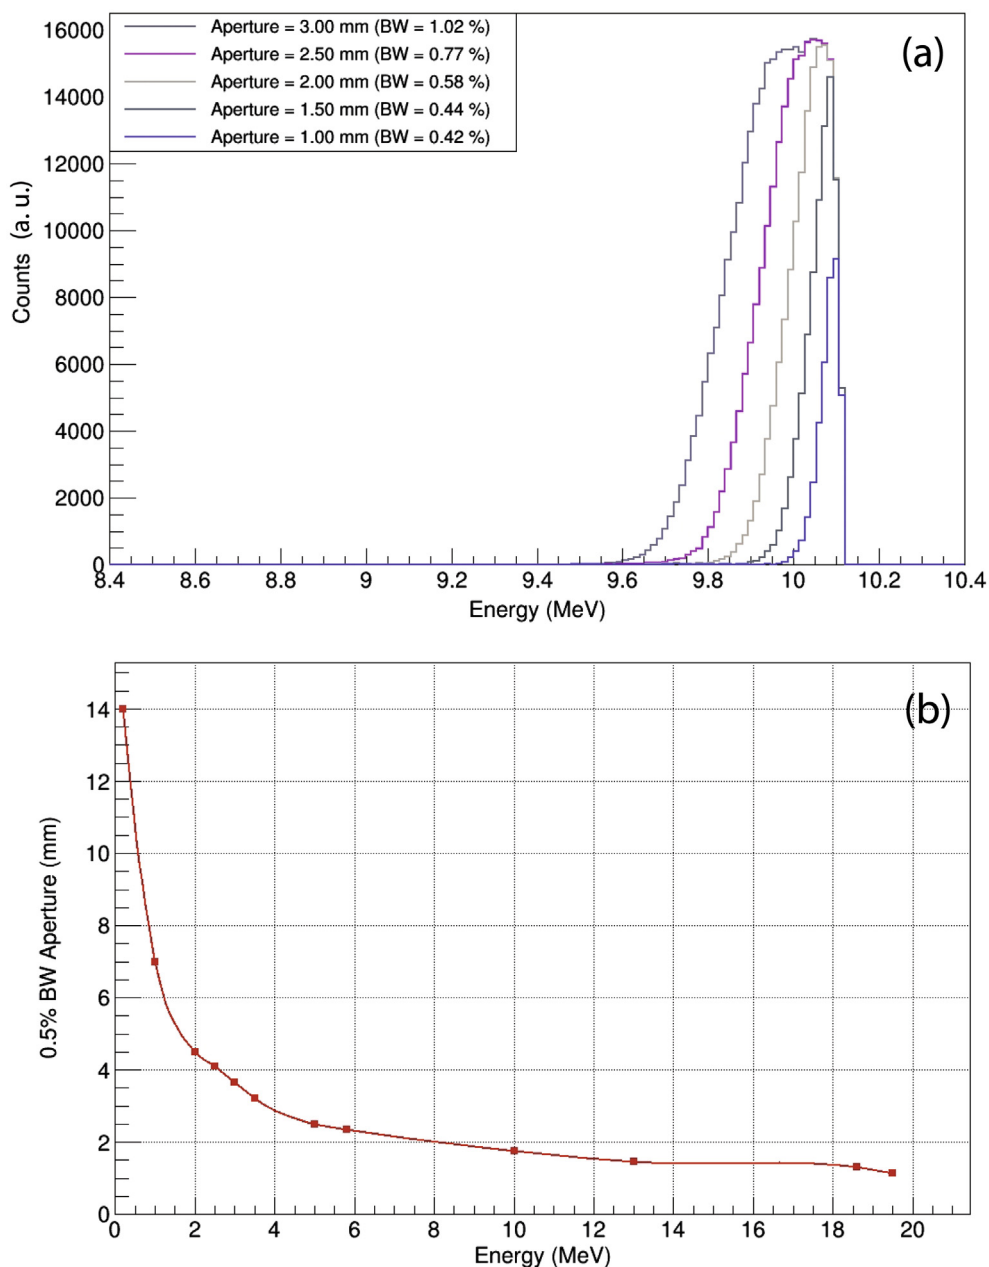 16000
14000
12000
10000
8000
6000
4000
2000
0
Counts (a. u.)
Aperture = 3.00 mm (BW = 1.02 %)
Aperture = 2.50 mm (BW = 0.77 %)
Aperture = 2.00 mm (BW = 0.58 %)
Aperture = 1.50 mm (BW = 0.44 %)
Aperture = 1.00 mm (BW = 0.42 %)
(a)
8.4 8.6 8.8 9 9.2 9.4 9.6 9.8 10 10.2 10.4
Energy (MeV)
14
12
10
8
6
4
2
0
0.5% BW Aperture (mm)
(b)
0 2 4 6 8 10 12 14 16 18 20
Energy (MeV)